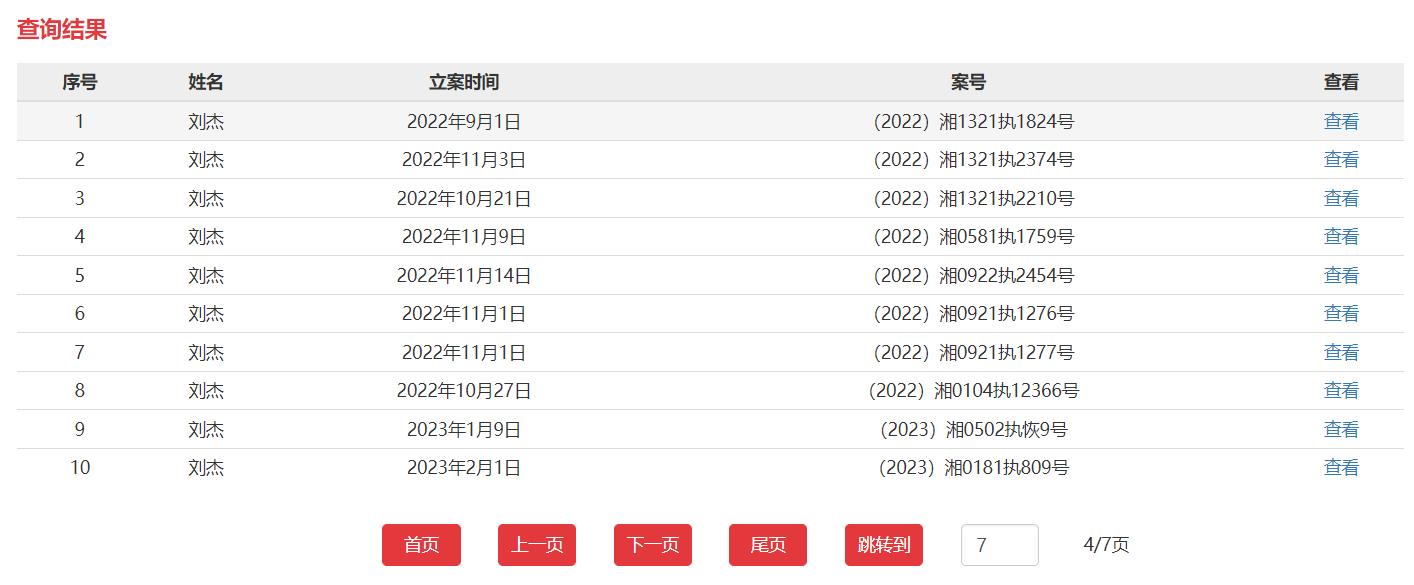 查询结果
序号 姓名 立案时间 案号 查看
1 刘杰 2022年9月1日 （2022）湘1321执1824号 查看
2 刘杰 2022年11月3日 （2022）湘1321执2374号 查看
3 刘杰 2022年10月21日 （2022）湘1321执2210号 查看
4 刘杰 2022年11月9日 （2022）湘0581执1759号 查看
5 刘杰 2022年11月14日 （2022）湘0922执2454号 查看
6 刘杰 2022年11月1日 （2022）湘0921执1276号 查看
7 刘杰 2022年11月1日 （2022）湘0921执1277号 查看
8 刘杰 2022年10月27日 （2022）湘0104执12366号 查看
9 刘杰 2023年1月9日 （2023）湘0502执恢9号 查看
10 刘杰 2023年2月1日 （2023）湘0181执809号 查看
首页 上一页 下一页 尾页 跳转到 7 4/7页